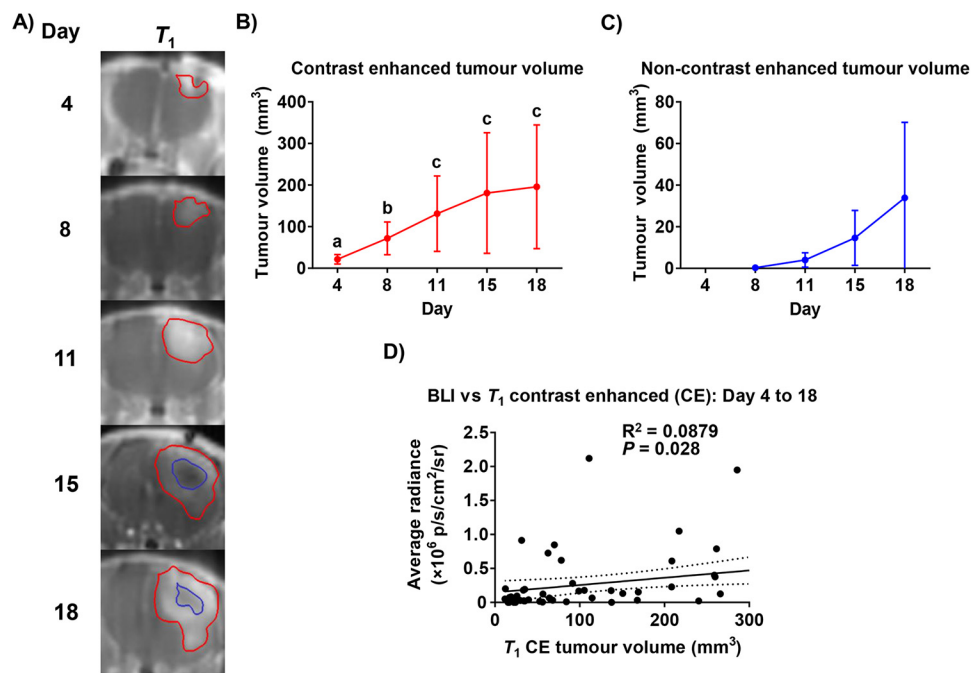 A) Day T1
4
8
11
15
18
B)
Contrast enhanced tumour volume
Tumour volume (mm³)
400
300
200
100
0
a
b
c
c
c
4 8 11 15 18
Day
C)
Non-contrast enhanced tumour volume
Tumour volume (mm³)
80
60
40
20
0
4 8 11 15 18
Day
D)
BLI vs T1 contrast enhanced (CE): Day 4 to 18
R² = 0.0879
P = 0.028
Average radiance
(×10⁶ p/s/cm²/sr)
2.5
2.0
1.5
1.0
0.5
0
0 100 200 300
T1 CE tumour volume (mm³)